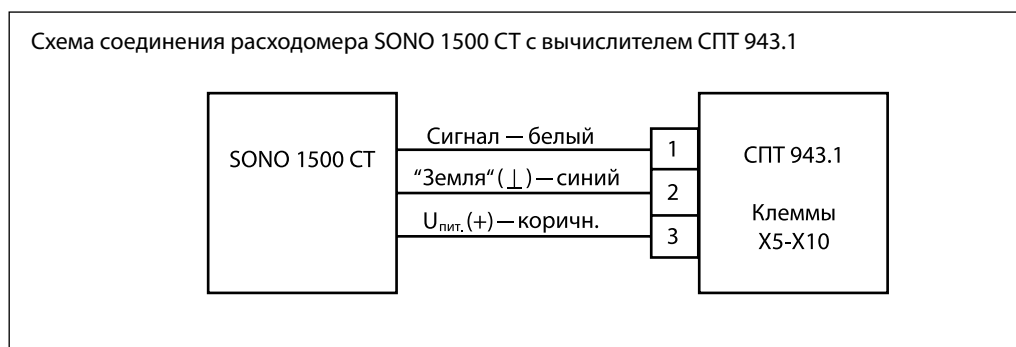 Схема соединения расходомера SONO 1500 CT с вычислителем СПТ 943.1
SONO 1500 CT
Сигнал — белый
“Земля“ (⊥) — синий
Uпит. (+) — коричн.
1
2
3
СПТ 943.1
Клеммы
X5-X10